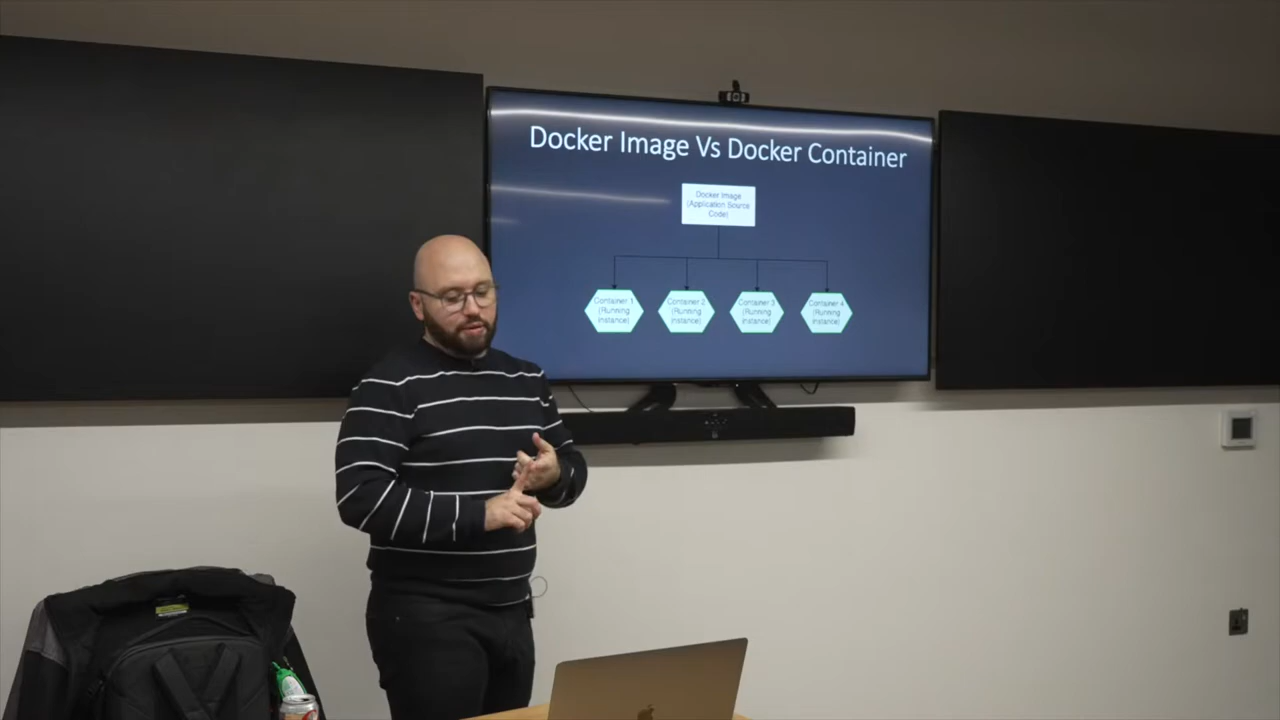 Docker Image Vs Docker Container
Docker Image
(Application Source
Code)
Container 1
(Running
Instance)
Container 2
(Running
Instance)
Container 3
(Running
Instance)
Container 4
(Running
Instance)